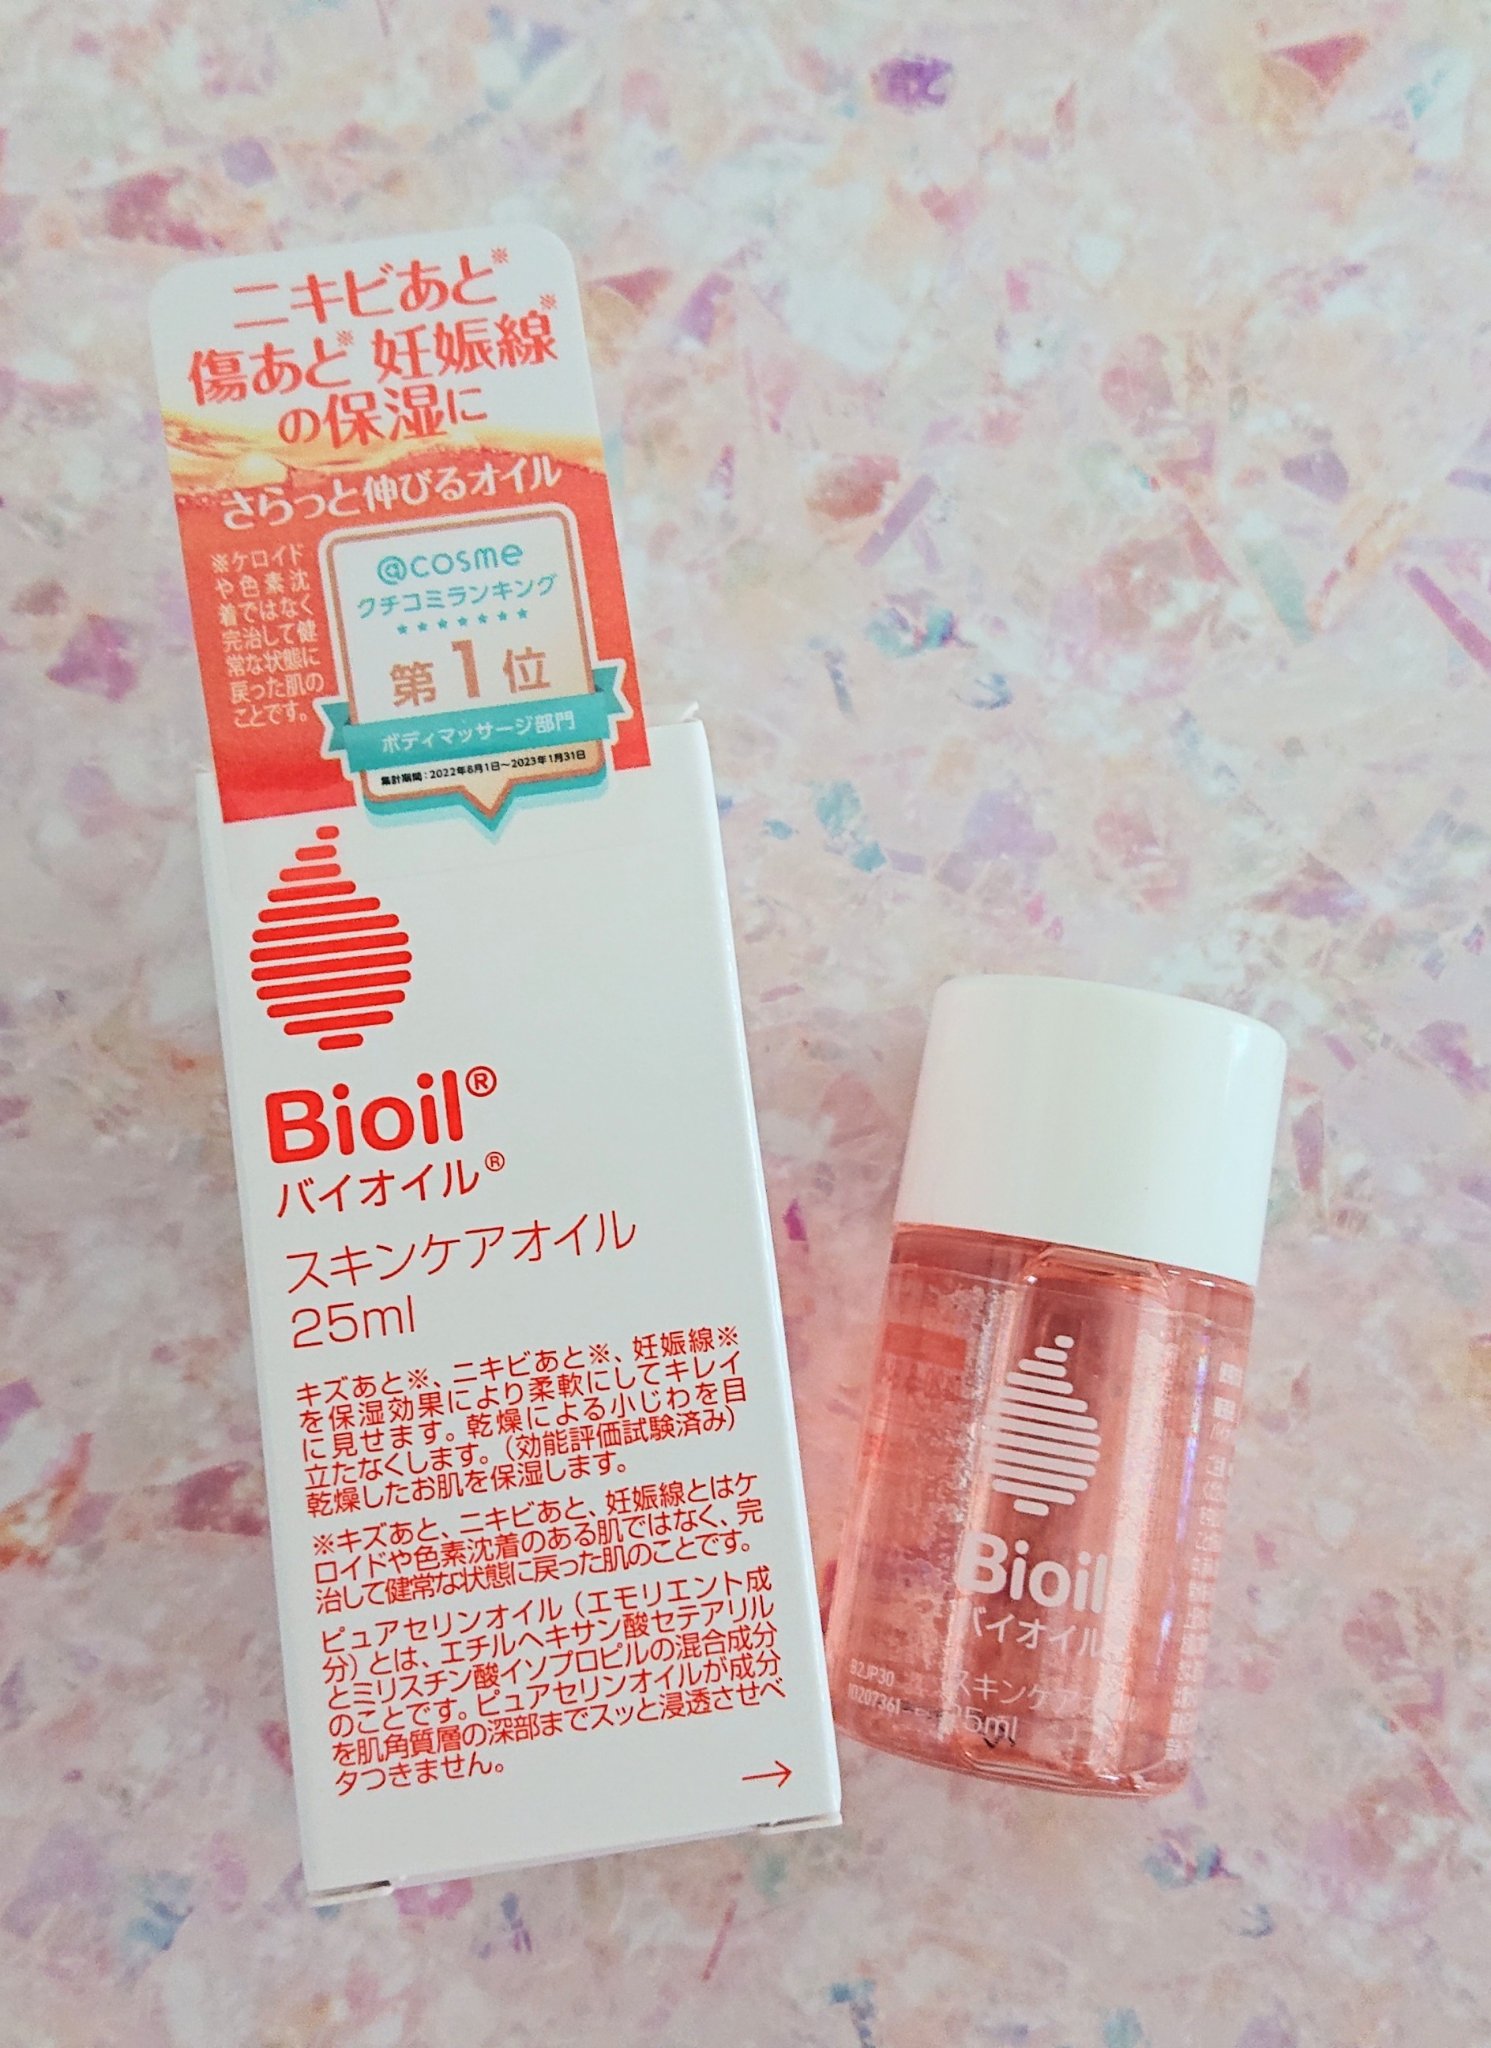 ニキビあと※
傷あと※ 妊娠線※
の保湿に
さらっと伸びるオイル
※ケロイド
や色素沈
着ではなく
完治して健
常な状態に
戻った肌の
ことです。
@cosme
クチコミランキング
★★★★★★★
第1位
ボディマッサージ部門
集計期間：2022年8月1日〜2023年1月31日
Bioil®
バイオイル®
スキンケアオイル
25ml
キズあと※、ニキビあと※、妊娠線※
を保湿効果により柔軟にしてキレイ
に見せます。乾燥による小じわを目
立たなくします。（効能評価試験済み）
乾燥したお肌を保湿します。
※キズあと、ニキビあと、妊娠線とはケ
ロイドや色素沈着のある肌ではなく、完
治して健常な状態に戻った肌のことです。
ピュアセリンオイル（エモリエント成
分）とは、エチルヘキサン酸セテアリル
とミリスチン酸イソプロピルの混合成分
のことです。ピュアセリンオイルが成分
を肌角質層の深部までスッと浸透させベ
タつきません。
→
Bioil
バイオイル
B2JP30
10207361
スキンケアオイル
25ml